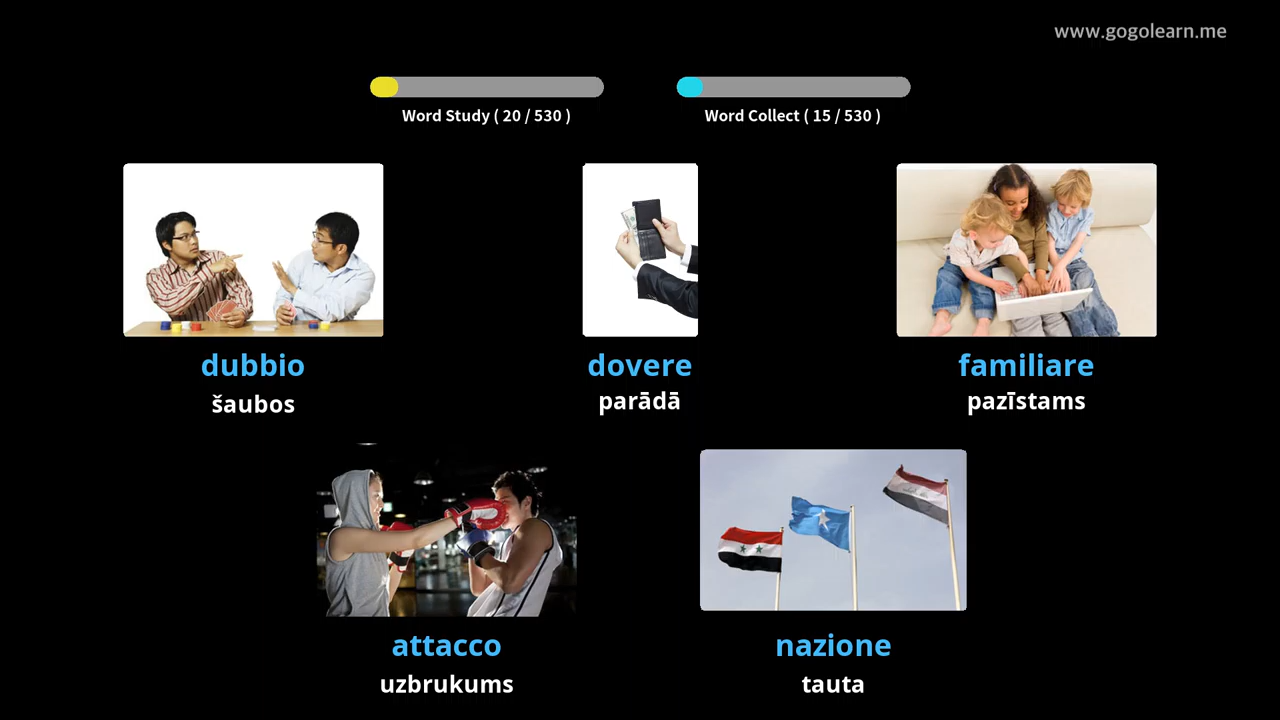 www.gogolearn.me
Word Study ( 20 / 530 )
Word Collect ( 15 / 530 )
dubbio
šaubos
dovere
parādā
familiare
pazīstams
attacco
uzbrukums
nazione
tauta